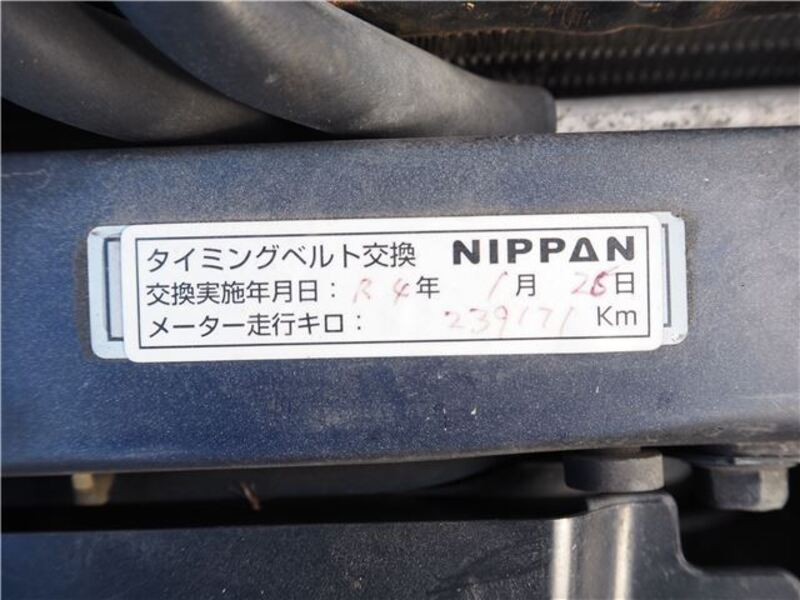 タイミングベルト交換 NIPPAN
交換実施年月日：R 4年 1月 26日
メーター走行キロ： 239171 Km